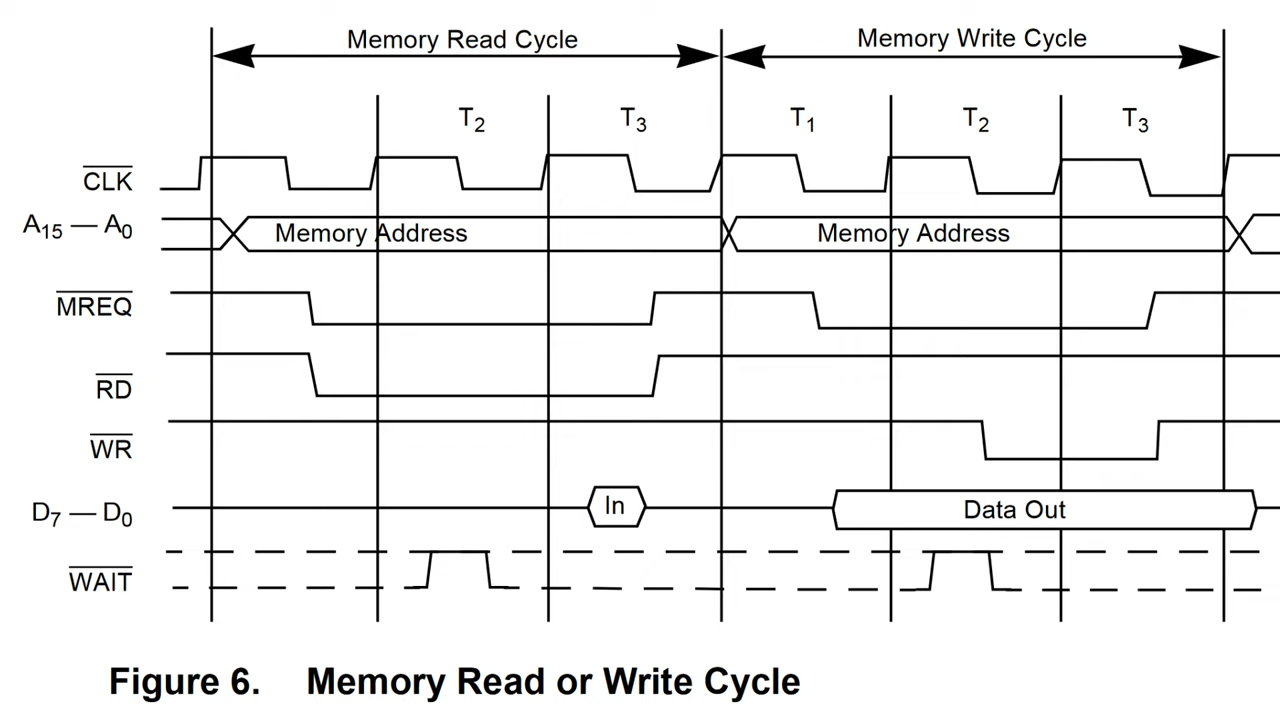 Memory Read Cycle
Memory Write Cycle
T2 T3 T1 T2 T3
CLK
A15 — A0 Memory Address Memory Address
MREQ
RD
WR
D7 — D0 In Data Out
WAIT
Figure 6. Memory Read or Write Cycle